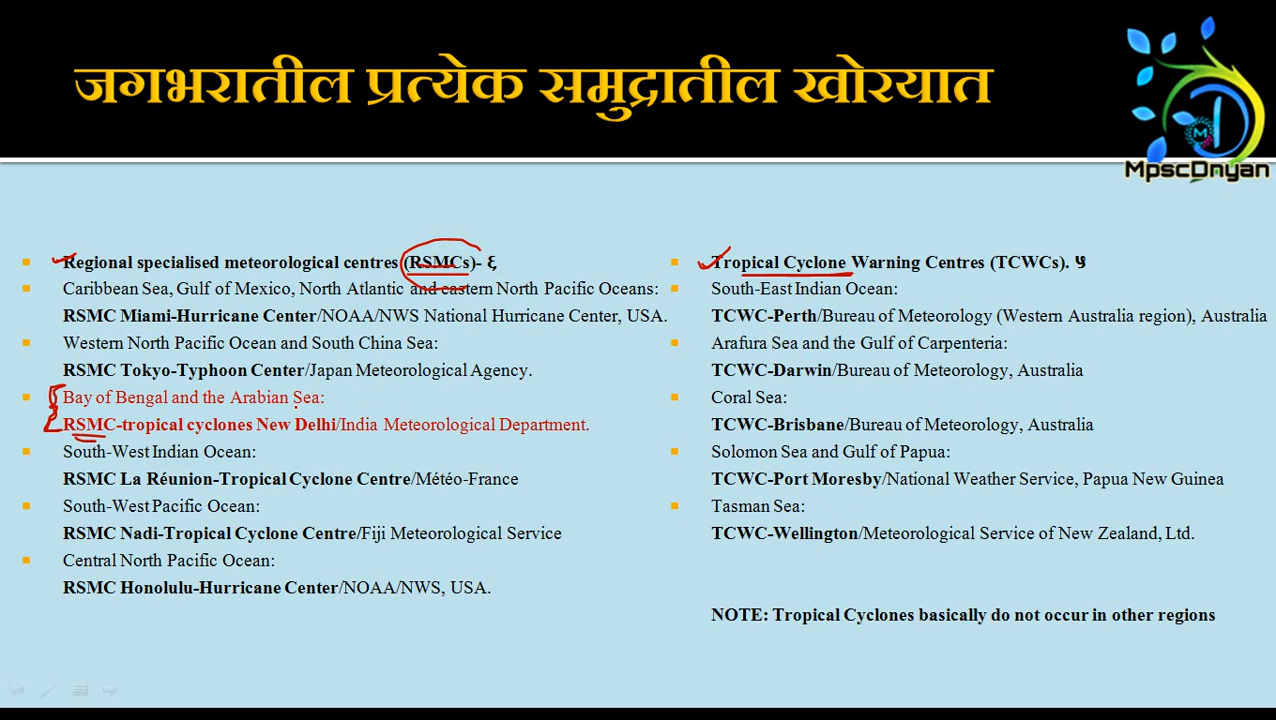 जगभरातील प्रत्येक समुद्रातील खोरयात
MpscDnyan
Regional specialised meteorological centres (RSMCs)- ६
Caribbean Sea, Gulf of Mexico, North Atlantic and eastern North Pacific Oceans:
RSMC Miami-Hurricane Center/NOAA/NWS National Hurricane Center, USA.
Western North Pacific Ocean and South China Sea:
RSMC Tokyo-Typhoon Center/Japan Meteorological Agency.
Bay of Bengal and the Arabian Sea:
RSMC-tropical cyclones New Delhi/India Meteorological Department.
South-West Indian Ocean:
RSMC La Réunion-Tropical Cyclone Centre/Météo-France
South-West Pacific Ocean:
RSMC Nadi-Tropical Cyclone Centre/Fiji Meteorological Service
Central North Pacific Ocean:
RSMC Honolulu-Hurricane Center/NOAA/NWS, USA.
Tropical Cyclone Warning Centres (TCWCs). ५
South-East Indian Ocean:
TCWC-Perth/Bureau of Meteorology (Western Australia region), Australia
Arafura Sea and the Gulf of Carpenteria:
TCWC-Darwin/Bureau of Meteorology, Australia
Coral Sea:
TCWC-Brisbane/Bureau of Meteorology, Australia
Solomon Sea and Gulf of Papua:
TCWC-Port Moresby/National Weather Service, Papua New Guinea
Tasman Sea:
TCWC-Wellington/Meteorological Service of New Zealand, Ltd.
NOTE: Tropical Cyclones basically do not occur in other regions